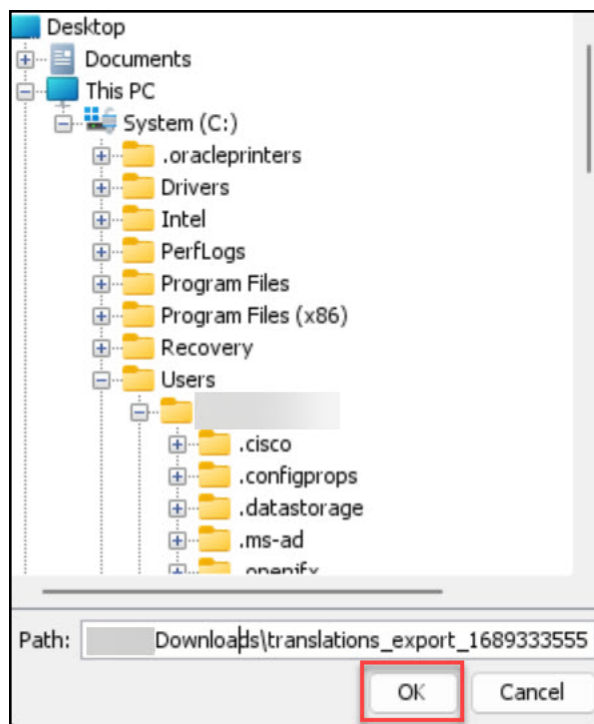 Desktop
Documents
This PC
System (C:)
.oracleprinters
Drivers
Intel
PerfLogs
Program Files
Program Files (x86)
Recovery
Users
.cisco
.configprops
.datastorage
.ms-ad
.openjfx
Path: Downloads\translations_export_1689333555
OK Cancel